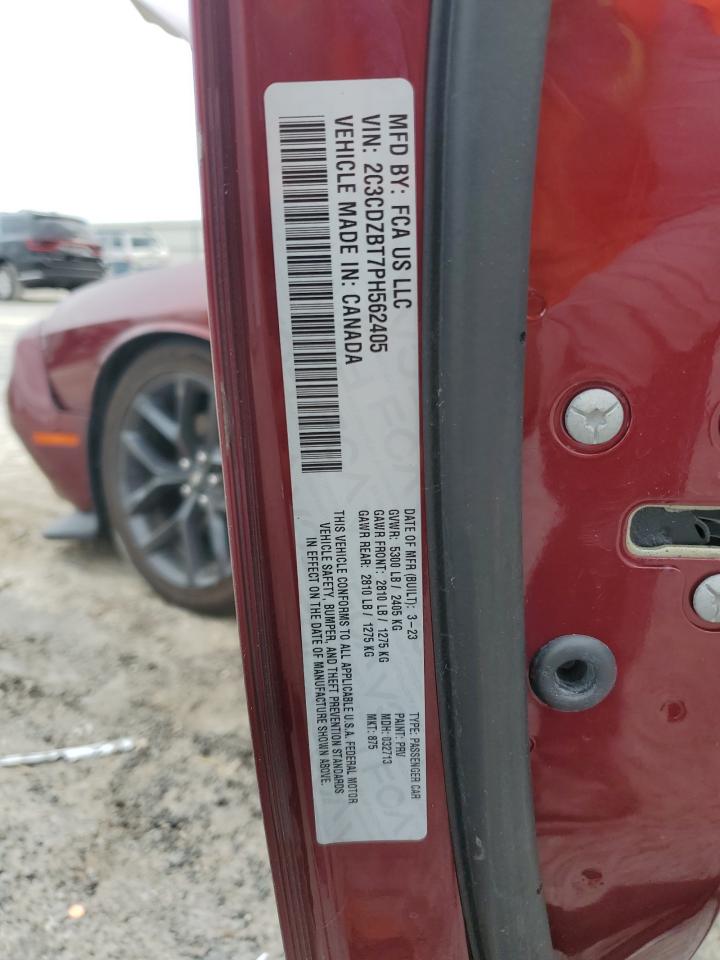 MFD BY: FCA US LLC
VIN: 2C3CDZBT7PH562405
VEHICLE MADE IN: CANADA
DATE OF MFR (BUILT): 3-23
GVWR: 5300 LB / 2405 KG
GAWR FRONT: 2810 LB / 1275 KG
GAWR REAR: 2810 LB / 1275 KG
TYPE: PASSENGER CAR
PAINT: PRV
MDH: 032713
MKT: 875
THIS VEHICLE CONFORMS TO ALL APPLICABLE U.S.A. FEDERAL MOTOR
VEHICLE SAFETY, BUMPER, AND THEFT PREVENTION STANDARDS
IN EFFECT ON THE DATE OF MANUFACTURE SHOWN ABOVE.